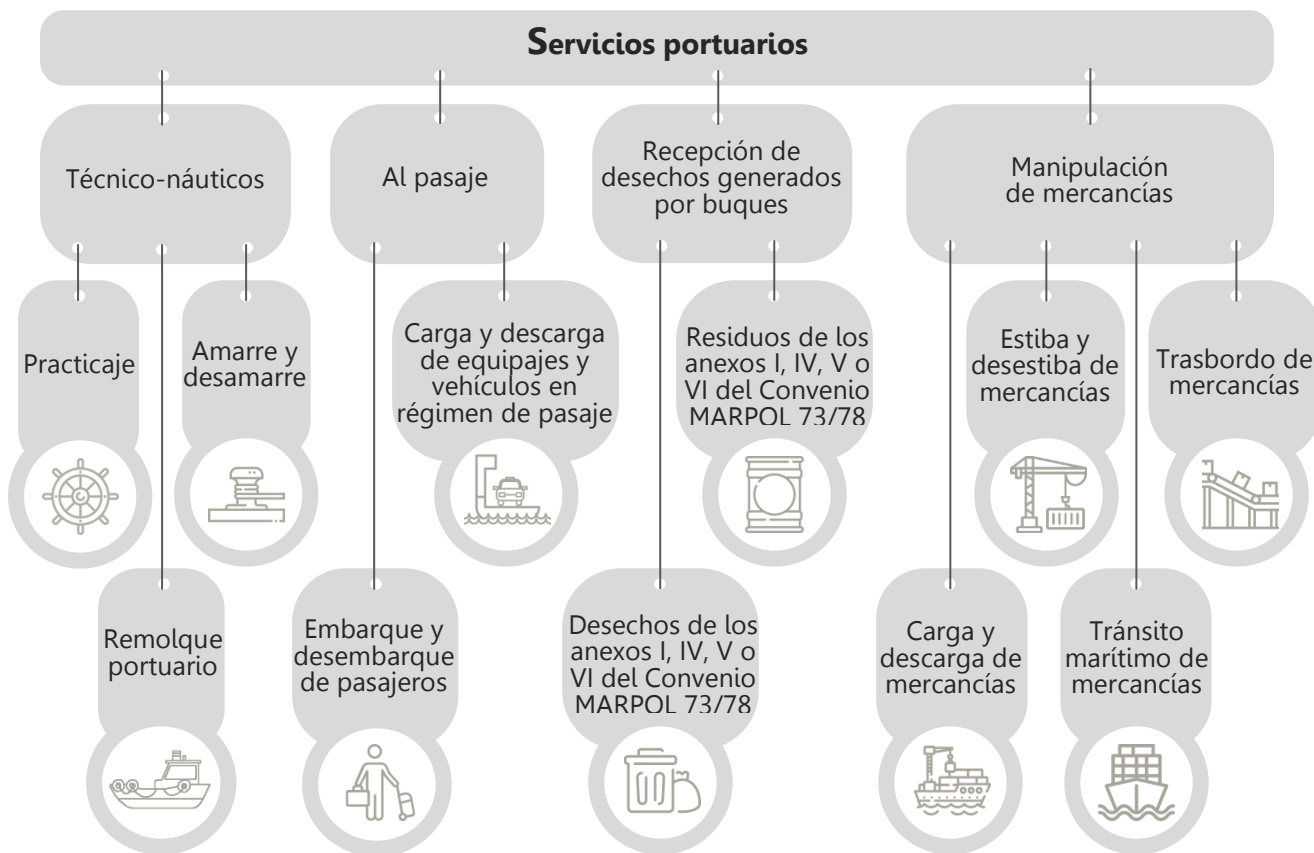 Servicios portuarios
Técnico-náuticos
Al pasaje
Recepción de
desechos generados
por buques
Manipulación
de mercancías
Practicaje
Amarre y
desamarre
Carga y descarga
de equipajes y
vehículos en
régimen de pasaje
Residuos de los
anexos I, IV, V o
VI del Convenio
MARPOL 73/78
Estiba y
desestiba de
mercancías
Trasbordo de
mercancías
Remolque
portuario
Embarque y
desembarque
de pasajeros
Desechos de los
anexos I, IV, V o
VI del Convenio
MARPOL 73/78
Carga y
descarga de
mercancías
Tránsito
marítimo de
mercancías